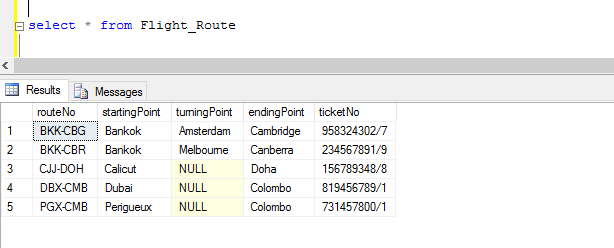 select * from Flight_Route
Results Messages
routeNo startingPoint turningPoint endingPoint ticketNo
1 BKK-CBG Bankok Amsterdam Cambridge 958324302/7
2 BKK-CBR Bankok Melbourne Canberra 234567891/9
3 CJJ-DOH Calicut NULL Doha 156789348/8
4 DBX-CMB Dubai NULL Colombo 819456789/1
5 PGX-CMB Perigueux NULL Colombo 731457800/1